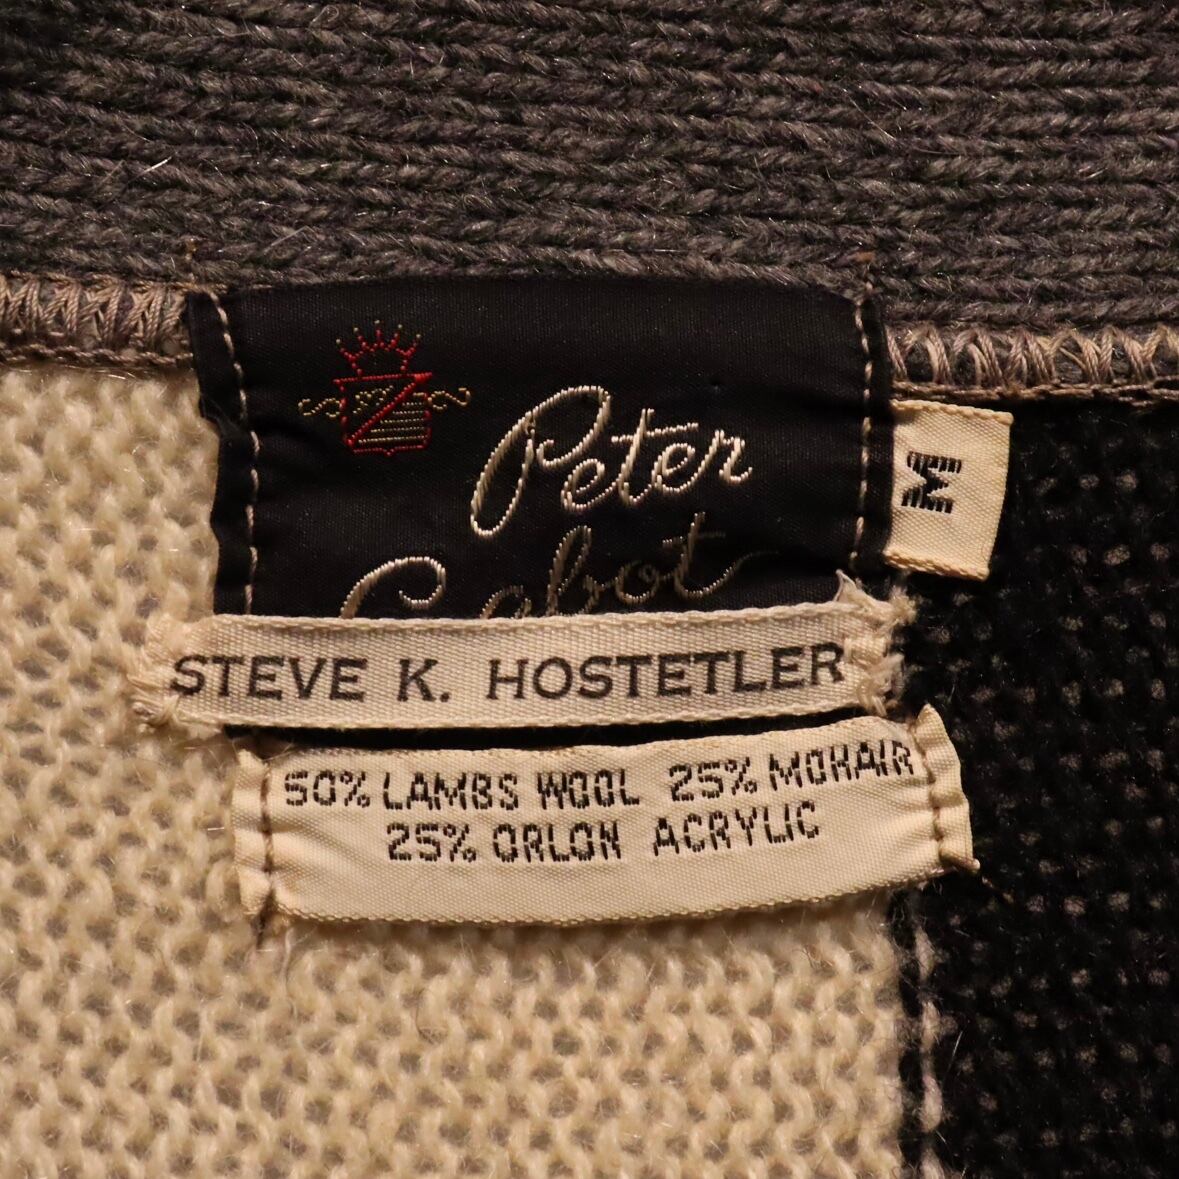 Peter
Cabot
M
STEVE K. HOSTETLER
50% LAMBS WOOL 25% MOHAIR
25% ORLON ACRYLIC